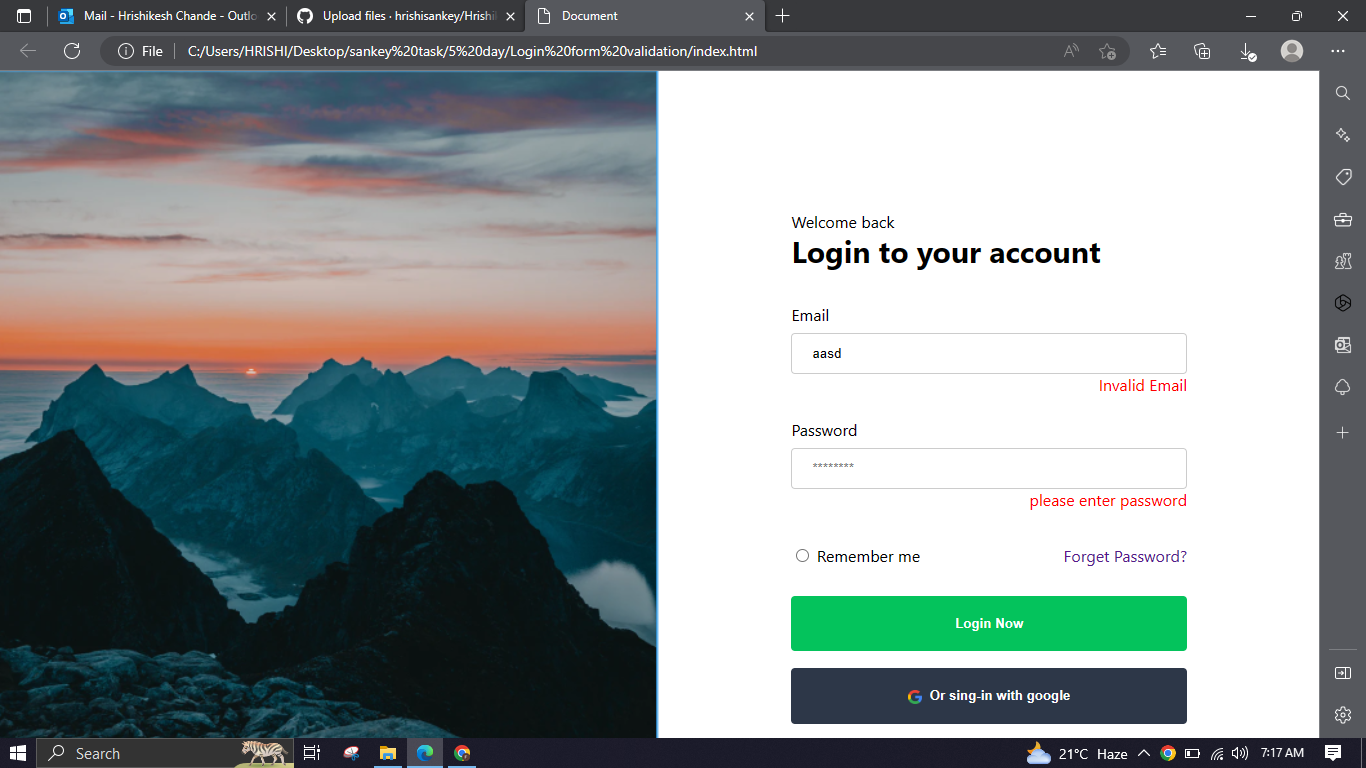 Mail - Hrishikesh Chande - Outlo
Upload files · hrishisankey/Hrishi
Document
File
C:/Users/HRISHI/Desktop/sankey%20task/5%20day/Login%20form%20validation/index.html
Welcome back
Login to your account
Email
aasd
Invalid Email
Password
********
please enter password
Remember me
Forget Password?
Login Now
Or sing-in with google
Search
21°C Haze
7:17 AM